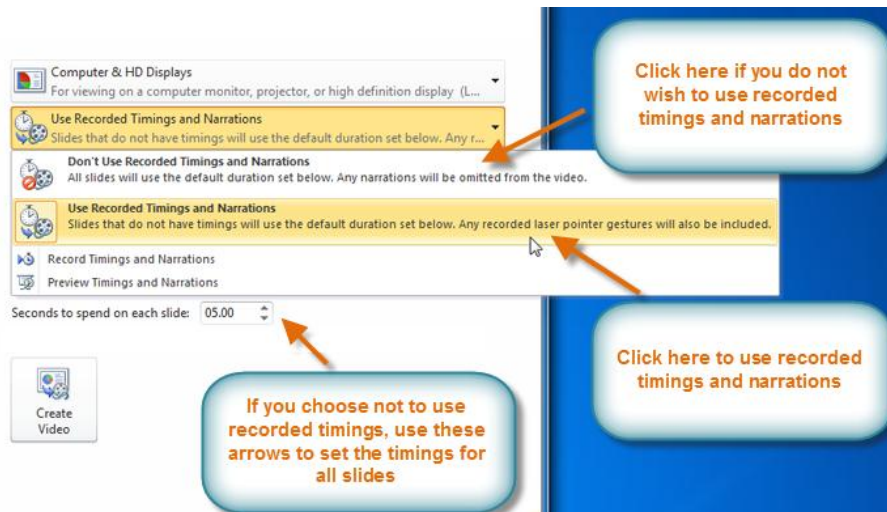 Computer & HD Displays
For viewing on a computer monitor, projector, or high definition display (L...
Use Recorded Timings and Narrations
Slides that do not have timings will use the default duration set below. Any r...
Don't Use Recorded Timings and Narrations
All slides will use the default duration set below. Any narrations will be omitted from the video.
Use Recorded Timings and Narrations
Slides that do not have timings will use the default duration set below. Any recorded laser pointer gestures will also be included.
Record Timings and Narrations
Preview Timings and Narrations
Seconds to spend on each slide: 05.00
Create
Video
Click here if you do not
wish to use recorded
timings and narrations
Click here to use recorded
timings and narrations
If you choose not to use
recorded timings, use these
arrows to set the timings for
all slides